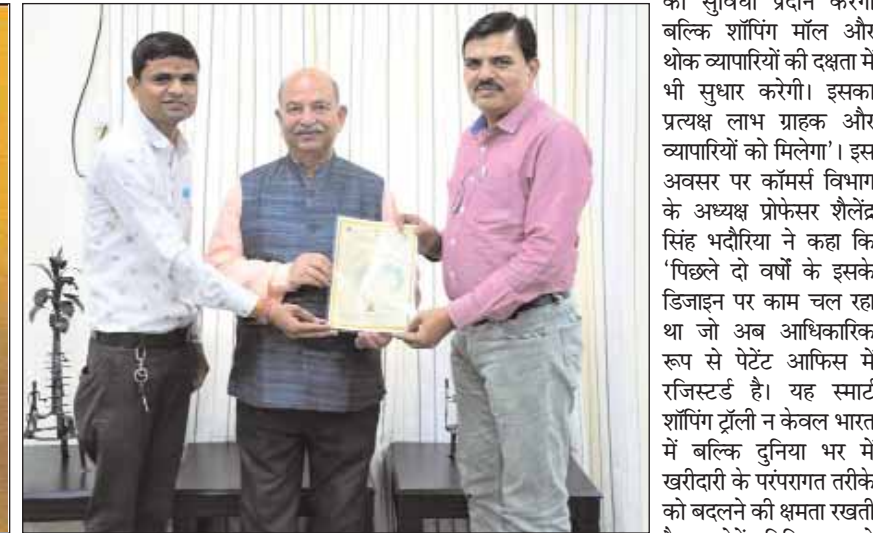 की सुविधा प्रदान करेगी
बल्कि शॉपिंग मॉल और
थोक व्यापारियों की दक्षता में
भी सुधार करेगी। इसका
प्रत्यक्ष लाभ ग्राहक और
व्यापारियों को मिलेगा’। इस
अवसर पर कॉमर्स विभाग
के अध्यक्ष प्रोफेसर शैलेंद्र
सिंह भदौरिया ने कहा कि
‘पिछले दो वर्षों के इसके
डिजाइन पर काम चल रहा
था जो अब आधिकारिक
रूप से पेटेंट आफिस में
रजिस्टर्ड है। यह स्मार्ट
शॉपिंग ट्रॉली न केवल भारत
में बल्कि दुनिया भर में
खरीदारी के परंपरागत तरीके
को बदलने की क्षमता रखती